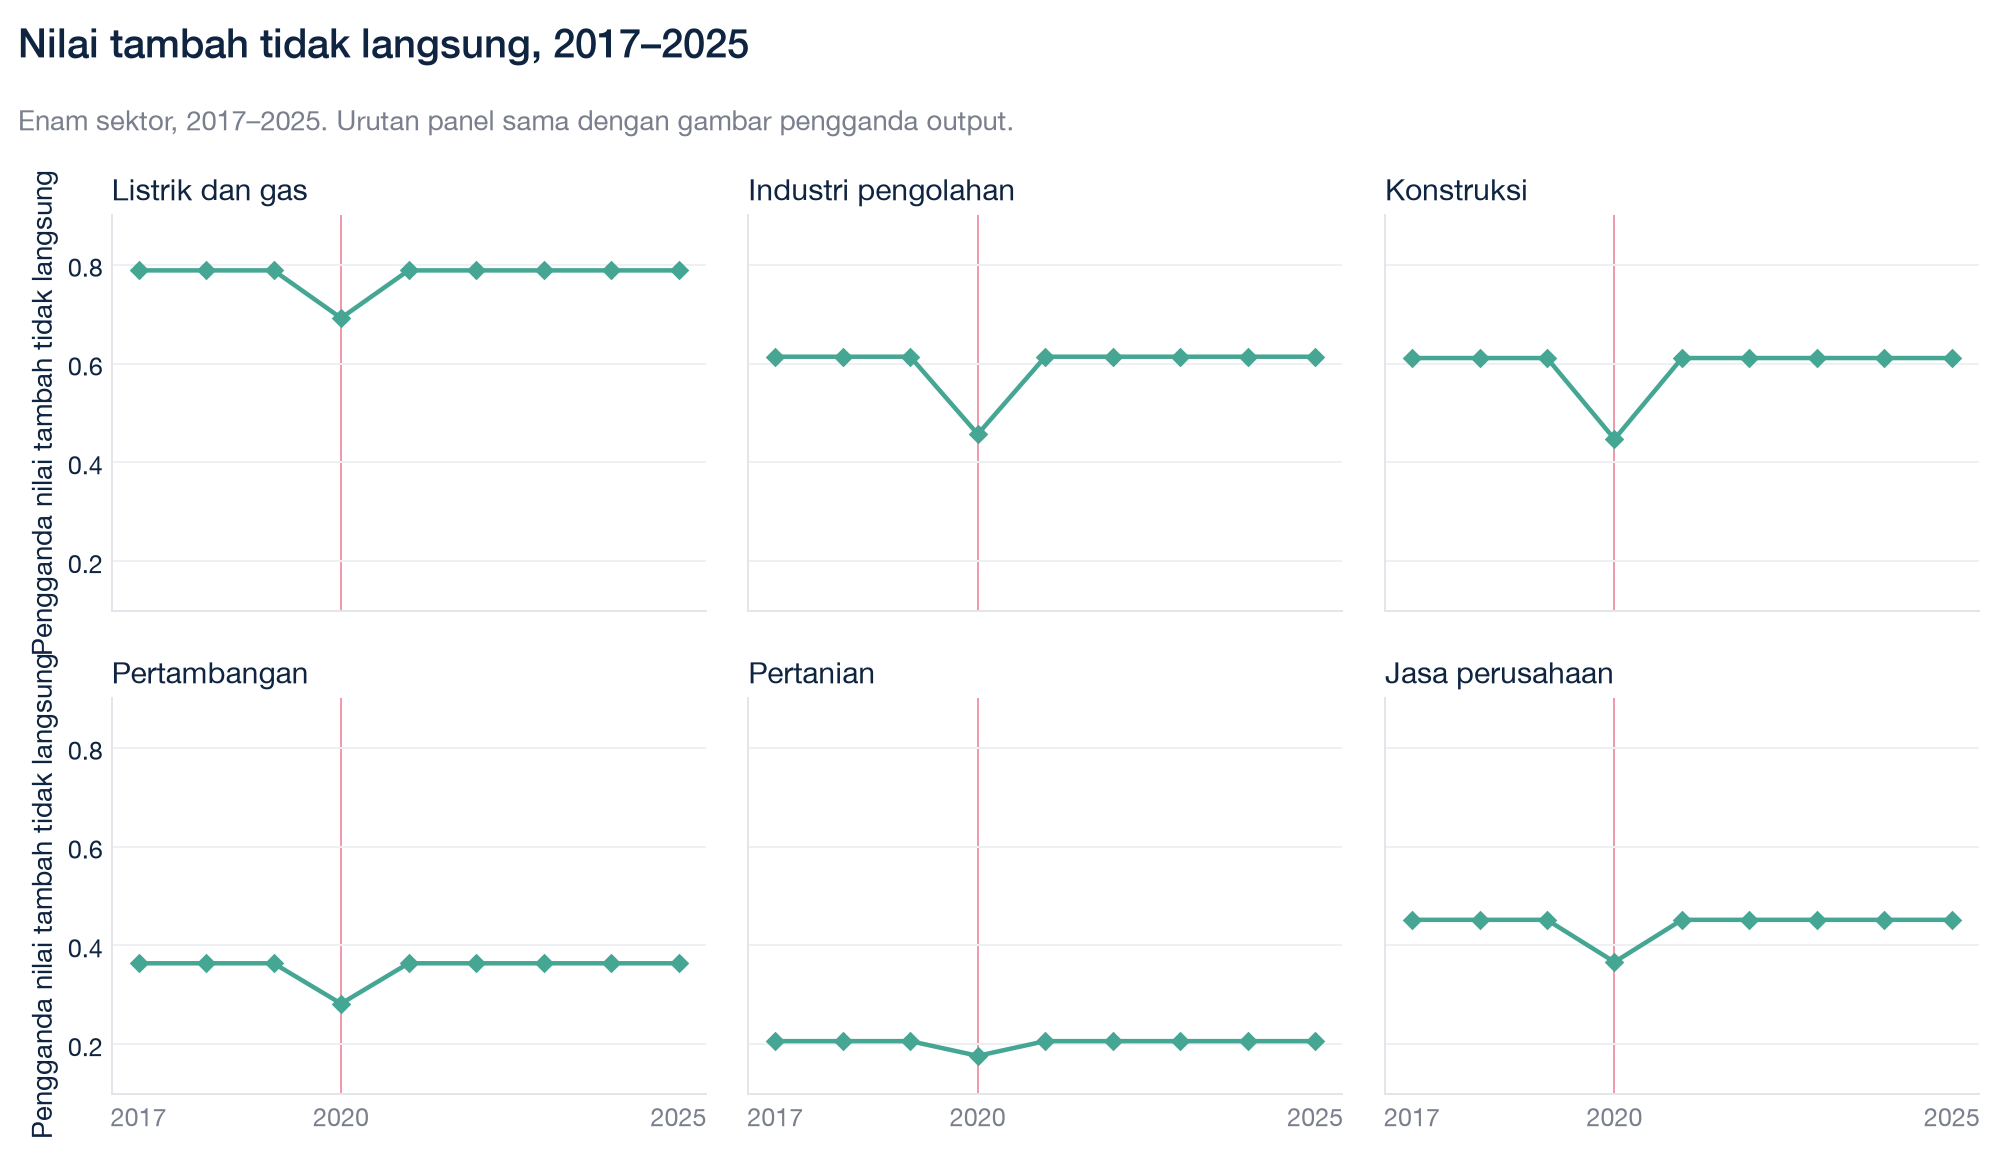 Nilai tambah tidak langsung, 2017–2025
Enam sektor, 2017–2025. Urutan panel sama dengan gambar pengganda output.
Pengganda nilai tambah tidak langsung
Listrik dan gas
0.8
0.6
0.4
0.2
Industri pengolahan
Konstruksi
Pengganda nilai tambah tidak langsung
Pertambangan
0.8
0.6
0.4
0.2
2017 2020 2025
Pertanian
2017 2020 2025
Jasa perusahaan
2017 2020 2025